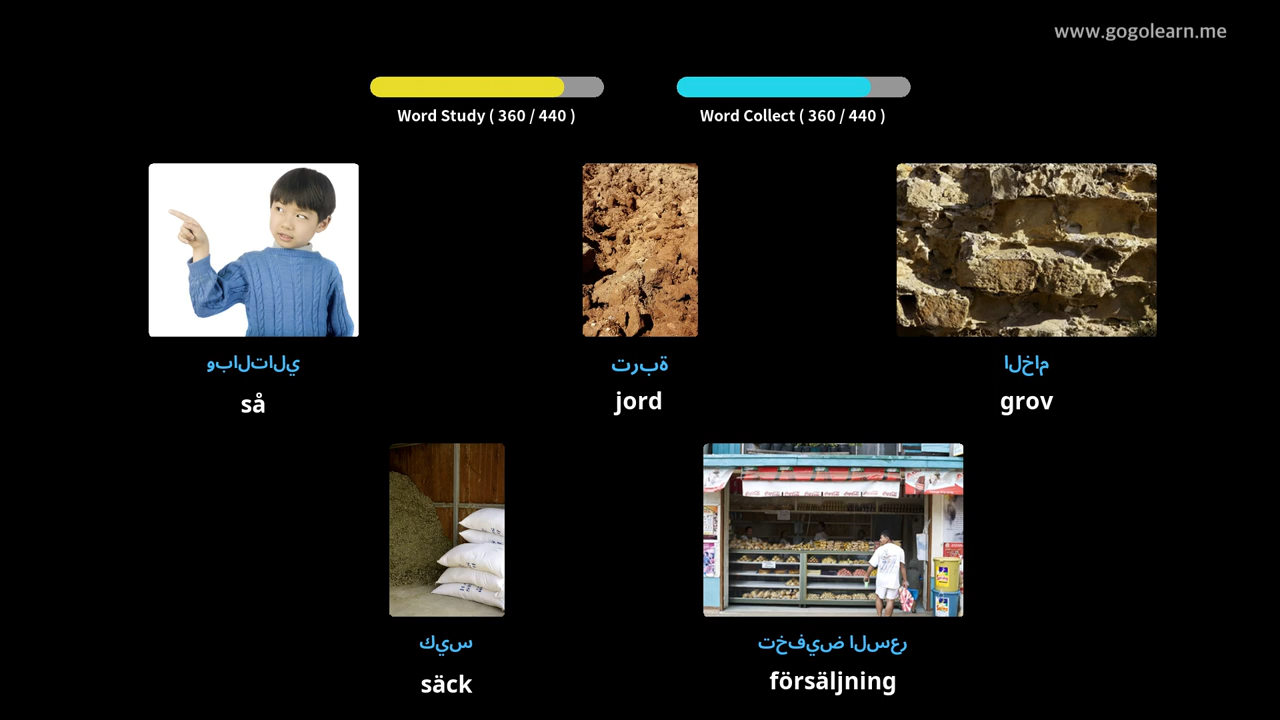 www.gogolearn.me
Word Study ( 360 / 440 )
Word Collect ( 360 / 440 )
وبالتالي
så
تربة
jord
الخام
grov
كيس
säck
تخفيض السعر
försäljning